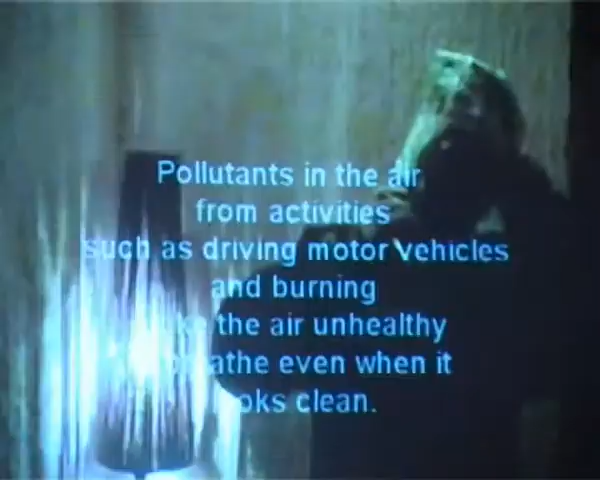 Pollutants in the air
from activities
such as driving motor vehicles
and burning
the air unhealthy
even when it
clean.